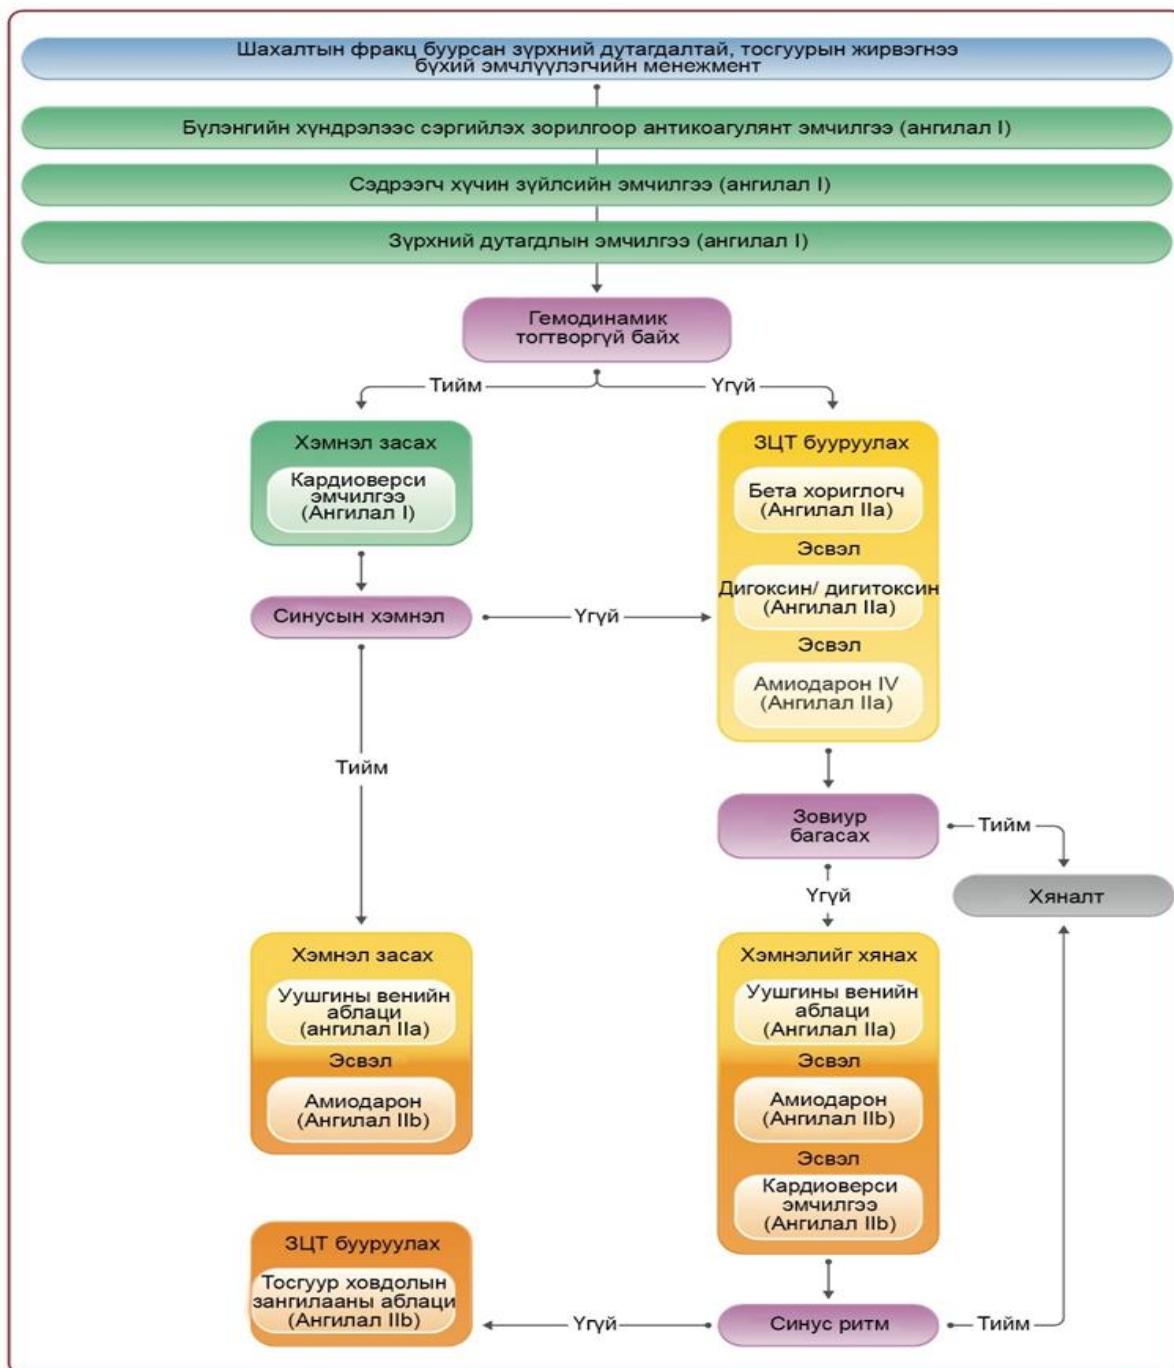 Шахалтын фракц буурсан зүрхний дутагдалтай, тосгуурын жирвэгнээ
бүхий эмчлүүлэгчийн менежмент
Бүлэнгийн хүндрэлээс сэргийлэх зорилгоор антикоагулянт эмчилгээ (ангилал I)
Сэдрээгч хүчин зүйлсийн эмчилгээ (ангилал I)
Зүрхний дутагдлын эмчилгээ (ангилал I)
Гемодинамик
тогтворгүй байх
Тийм
Үгүй
Хэмнэл засах
Кардиоверси
эмчилгээ
(Ангилал I)
ЗЦТ бууруулах
Бета хориглогч
(Ангилал IIa)
Эсвэл
Дигоксин/ дигитоксин
(Ангилал IIa)
Эсвэл
Амиодарон IV
(Ангилал IIa)
Синусын хэмнэл
Үгүй
Тийм
Зовиур
багасах
Тийм
Үгүй
Хяналт
Хэмнэл засах
Уушгины венийн
аблаци
(ангилал IIa)
Эсвэл
Амиодарон
(Ангилал IIb)
Хэмнэлийг хянах
Уушгины венийн
аблаци
(Ангилал IIa)
Эсвэл
Амиодарон
(Ангилал IIb)
Эсвэл
Кардиоверси
эмчилгээ
(Ангилал IIb)
ЗЦТ бууруулах
Тосгуур ховдолын
зангилааны аблаци
(Ангилал IIb)
Үгүй
Синус ритм
Тийм